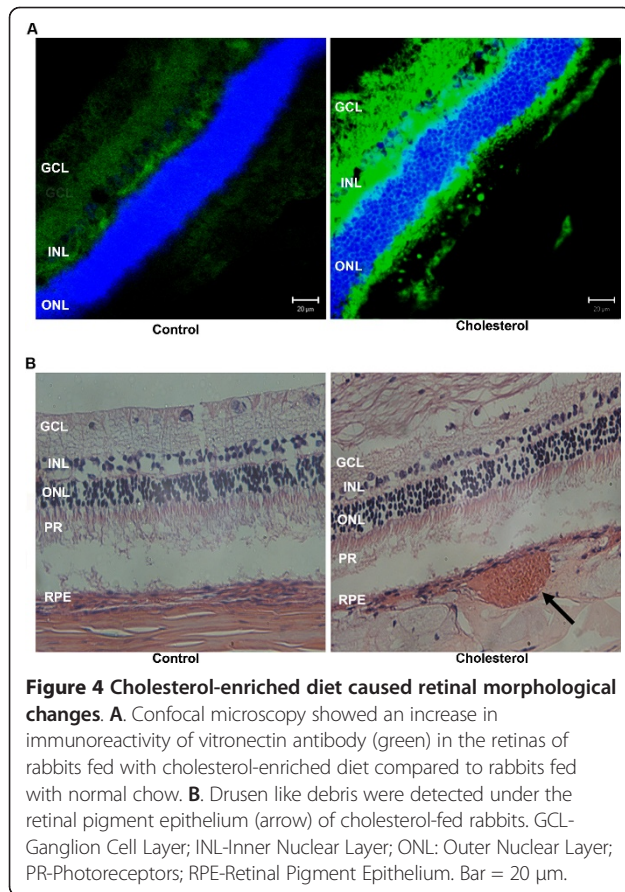 A
GCL
GCL
INL
ONL
20 µm
Control
GCL
INL
ONL
20 µm
Cholesterol
B
GCL
INL
ONL
PR
RPE
Control
GCL
INL
ONL
PR
RPE
Cholesterol
Figure 4 Cholesterol-enriched diet caused retinal morphological
changes. A. Confocal microscopy showed an increase in
immunoreactivity of vitronectin antibody (green) in the retinas of
rabbits fed with cholesterol-enriched diet compared to rabbits fed
with normal chow. B. Drusen like debris were detected under the
retinal pigment epithelium (arrow) of cholesterol-fed rabbits. GCL-
Ganglion Cell Layer; INL-Inner Nuclear Layer; ONL: Outer Nuclear Layer;
PR-Photoreceptors; RPE-Retinal Pigment Epithelium. Bar = 20 μm.